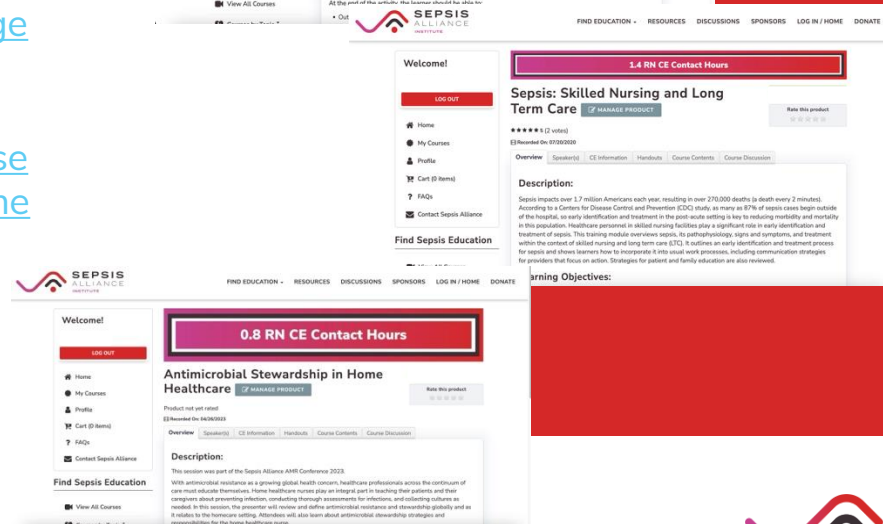 ge
se
ne
View All Courses
At the end of the activity, the learner should be able to:
• Out
SEPSIS
ALLIANCE
INSTITUTE
FIND EDUCATION RESOURCES DISCUSSIONS SPONSORS LOG IN / HOME DONATE
Welcome!
LOG OUT
Home
My Courses
Profile
Cart (0 items)
FAQs
Contact Sepsis Alliance
Find Sepsis Education
1.4 RN CE Contact Hours
Sepsis: Skilled Nursing and Long
Term Care MANAGE PRODUCT
Rate this product
★★★★★ 5 (2 votes)
Recorded On: 07/20/2020
Overview Speaker(s) CE Information Handouts Course Contents Course Discussion
Description:
Sepsis impacts over 1.7 million Americans each year, resulting in over 270,000 deaths (a death every 2 minutes).
According to a Centers for Disease Control and Prevention (CDC) study, as many as 87% of sepsis cases begin outside
of the hospital, so early identification and treatment in the post-acute setting is key to reducing morbidity and mortality
in this population. Healthcare personnel in skilled nursing facilities play a significant role in early identification and
treatment of sepsis. This training module overviews sepsis, its pathophysiology, signs and symptoms, and treatment
within the context of skilled nursing and long term care (LTC). It outlines an early identification and treatment process
for sepsis and shows learners how to incorporate it into usual work processes, including communication strategies
for providers that focus on action. Strategies for patient and family education are also reviewed.
arning Objectives:
SEPSIS
ALLIANCE
INSTITUTE
FIND EDUCATION RESOURCES DISCUSSIONS SPONSORS LOG IN / HOME DONATE
Welcome!
LOG OUT
Home
My Courses
Profile
Cart (0 items)
FAQs
Contact Sepsis Alliance
Find Sepsis Education
View All Courses
0.8 RN CE Contact Hours
Antimicrobial Stewardship in Home
Healthcare MANAGE PRODUCT
Rate this product
Product not yet rated
Recorded On: 04/26/2023
Overview Speaker(s) CE Information Handouts Course Contents Course Discussion
Description:
This session was part of the Sepsis Alliance AMR Conference 2023.
With antimicrobial resistance as a growing global health concern, healthcare professionals across the continuum of
care must educate themselves. Home healthcare nurses play an integral part in teaching their patients and their
caregivers about preventing infection, conducting thorough assessments for infections, and collecting cultures as
needed. In this session, the presenter will review and define antimicrobial resistance and stewardship globally and as
it relates to the homecare setting. Attendees will also learn about antimicrobial stewardship strategies and
responsibilities for the home healthcare nurse.